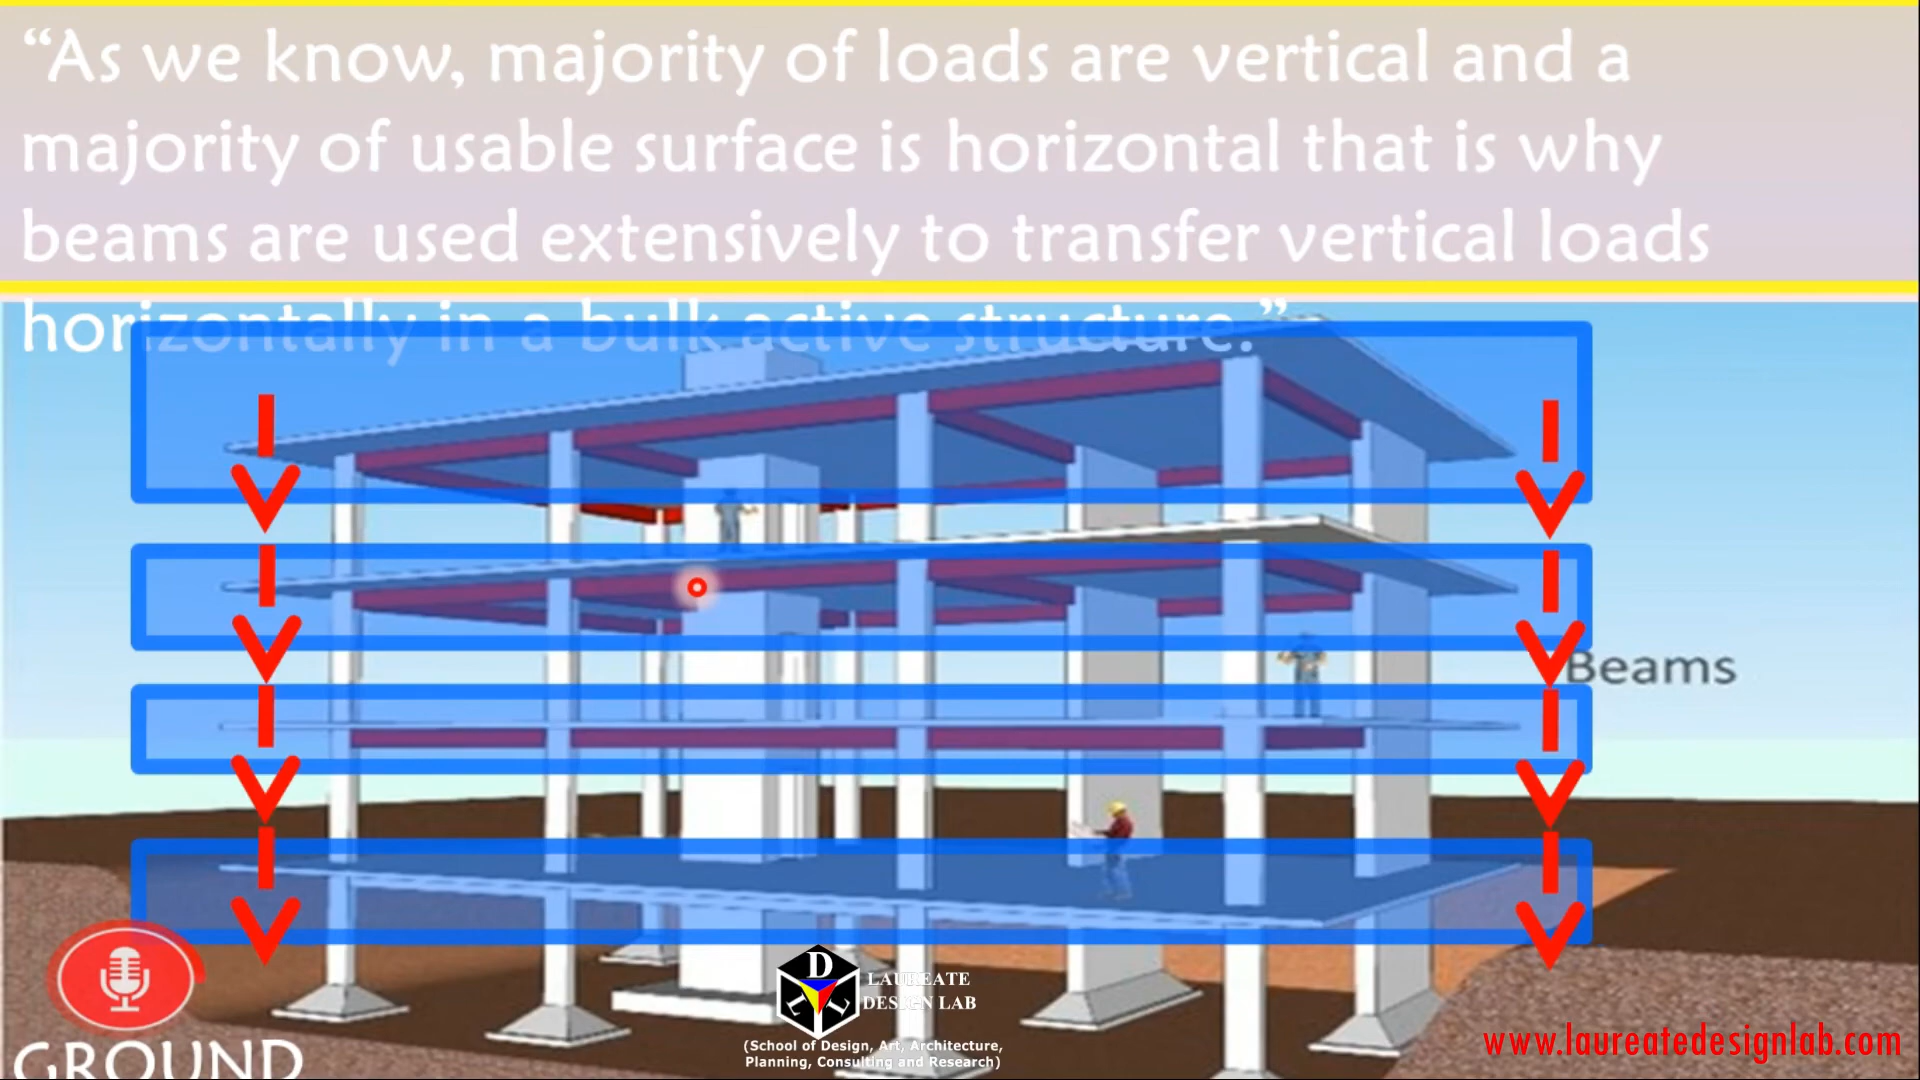 “As we know, majority of loads are vertical and a
majority of usable surface is horizontal that is why
beams are used extensively to transfer vertical loads
horizontally in a bulk active structure.”
Beams
D
L L
LAUREATE
DESIGN LAB
(School of Design, Art, Architecture,
Planning, Consulting and Research)
GROUND
www.laureatedesignlab.com